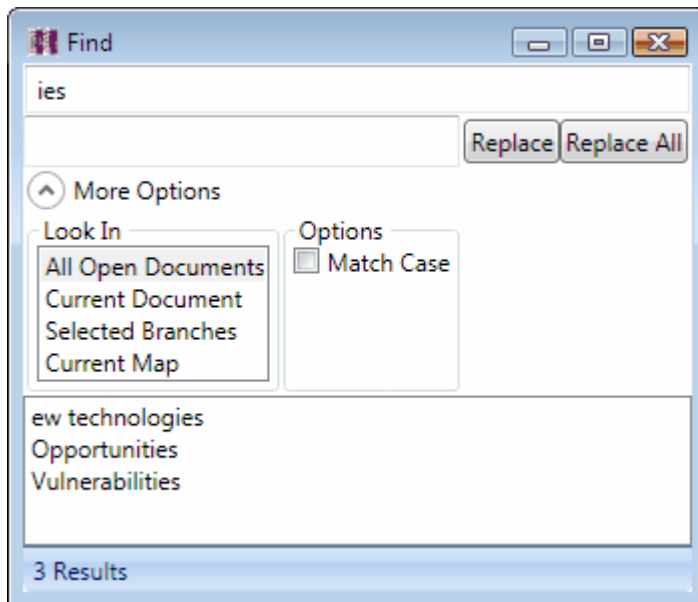 Find
ies
Replace Replace All
More Options
Look In
All Open Documents
Current Document
Selected Branches
Current Map
Options
Match Case
ew technologies
Opportunities
Vulnerabilities
3 Results